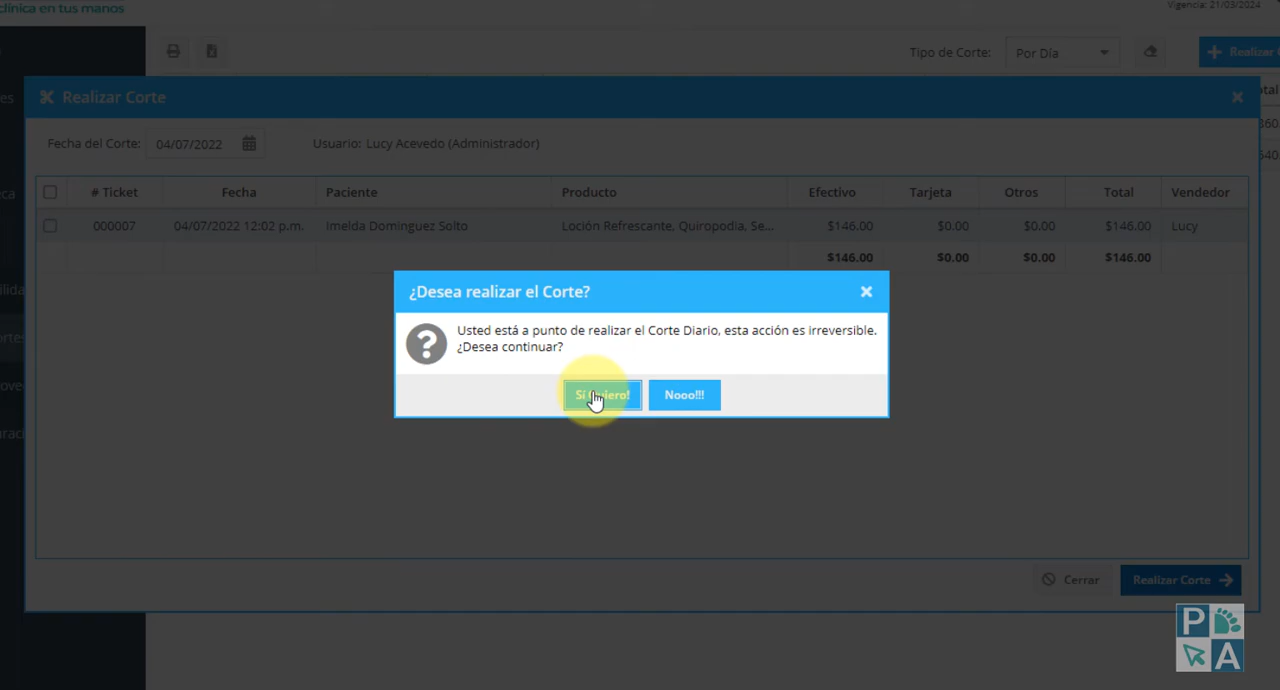 clínica en tus manos
Vigencia: 21/03/2024
Tipo de Corte: Por Día
Realizar
Realizar Corte
Fecha del Corte: 04/07/2022 Usuario: Lucy Acevedo (Administrador)
# Ticket Fecha Paciente Producto Efectivo Tarjeta Otros Total Vendedor
000007 04/07/2022 12:02 p.m. Imelda Dominguez Solto Loción Refrescante, Quiropodia, Se... $146.00 $0.00 $0.00 $146.00 Lucy
$146.00 $0.00 $0.00 $146.00
¿Desea realizar el Corte?
Usted está a punto de realizar el Corte Diario, esta acción es irreversible.
¿Desea continuar?
Nooo!!!
Cerrar Realizar Corte
P
A